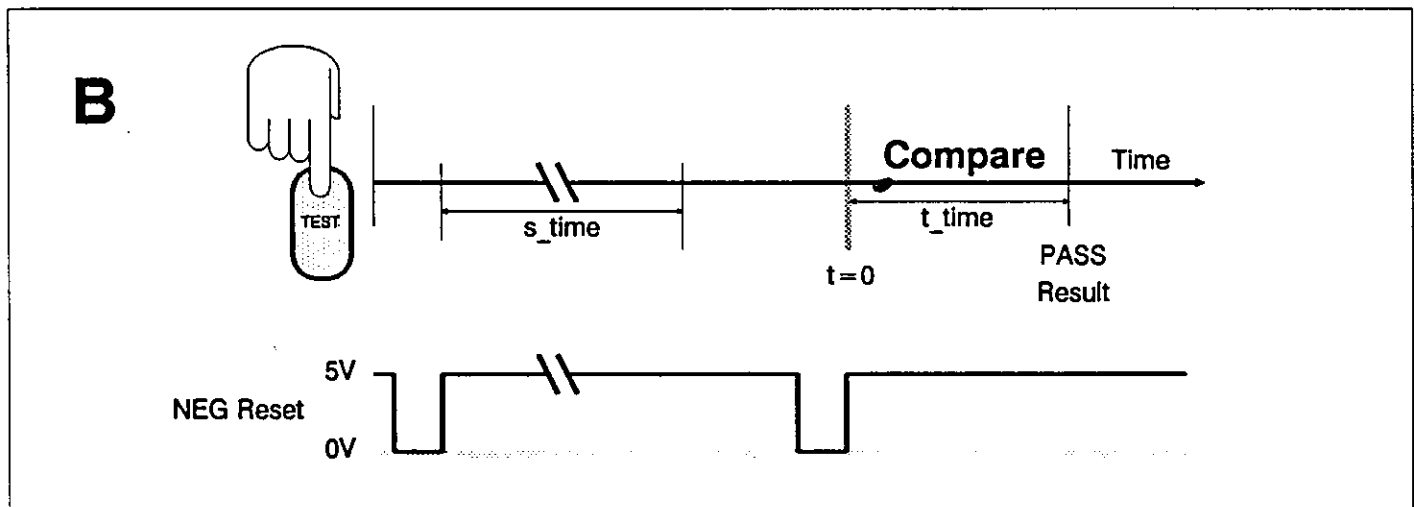 B
TEST
Compare
Time
s_time
t_time
t=0
PASS
Result
5V
NEG Reset
0V